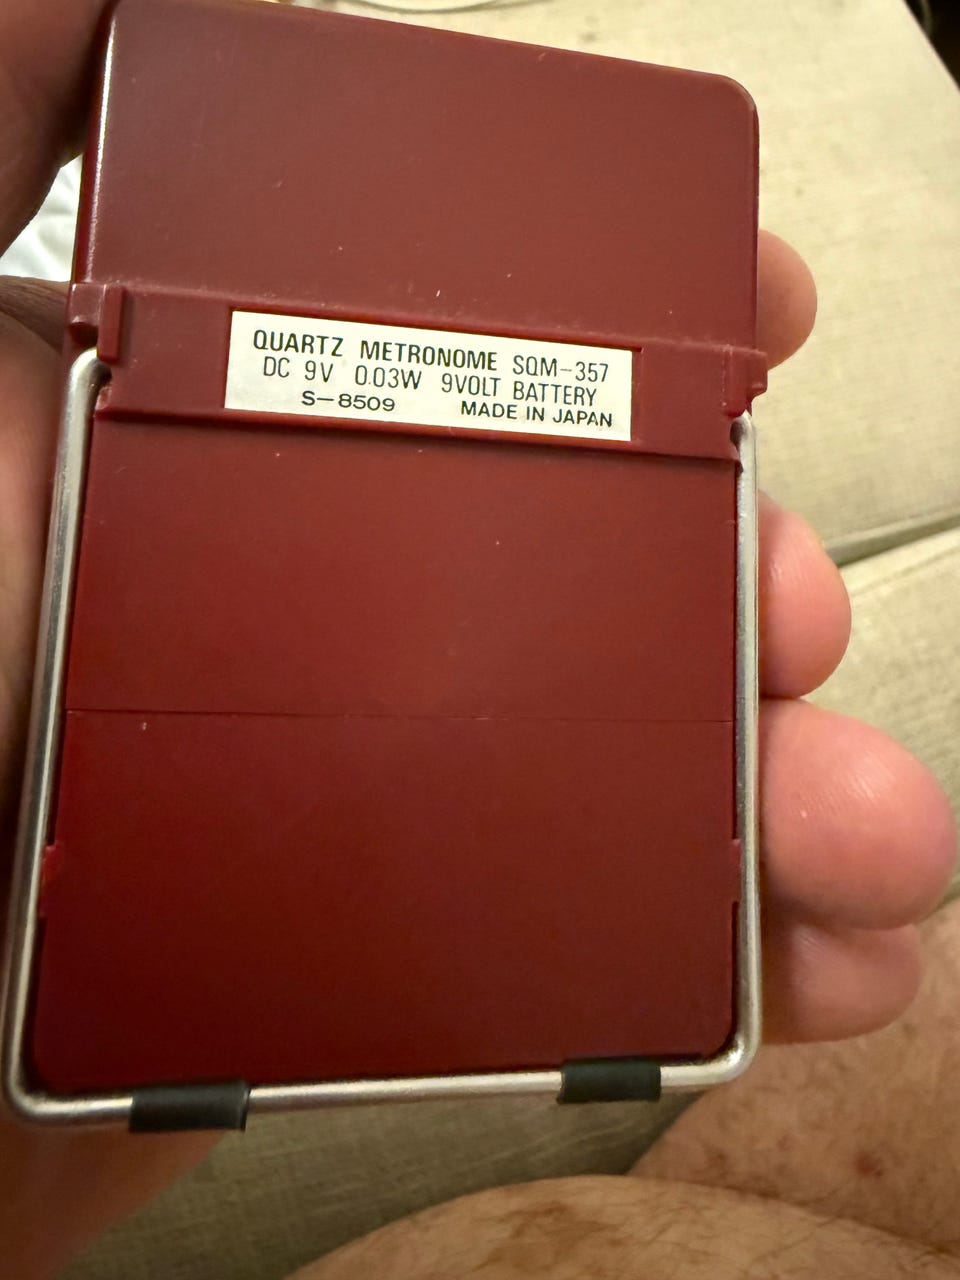 QUARTZ METRONOME SQM-357
DC 9V 0.03W 9VOLT BATTERY
S-8509 MADE IN JAPAN